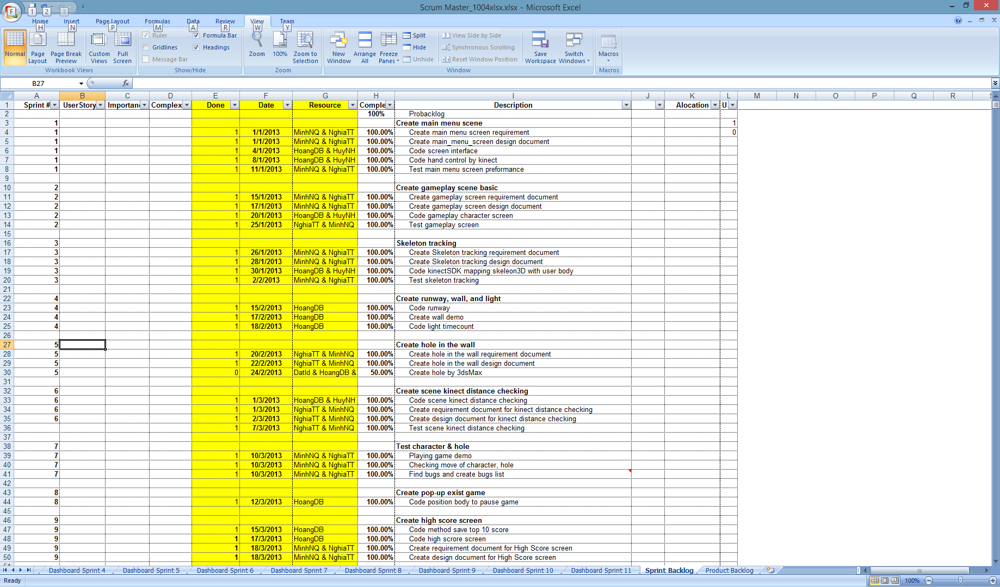 Scrum Master_1004xlsx.xlsx - Microsoft Excel
F 1 2 3
Home Insert Page Layout Formulas Data Review View Team
H N P M A R W Y
Normal Page Layout Page Break Preview Custom Views Full Screen
Workbook Views
Ruler Formula Bar
Gridlines Headings
Message Bar
Show/Hide
Zoom 100% Zoom to Selection
Zoom
New Window Arrange All Freeze Panes
Split View Side by Side
Hide Synchronous Scrolling
Unhide Reset Window Position
Save Workspace Switch Windows
Window
Macros
Macros
B27 fx
A B C D E F G H I J K L M N O P Q R S
1 Sprint # UserStory Importan Complex Done Date Resource Comple Description Alocation U
2 100% Probacklog
3 1 Create main menu scene 1
4 1 1 1/1/2013 MinhNQ & NghiaTT 100.00% Create main menu screen requirement 0
5 1 1 1/1/2013 MinhNQ & NghiaTT 100.00% Create main_menu_screen design document
6 1 1 4/1/2013 HoangDB & HuyNH 100.00% Code screen interface
7 1 1 8/1/2013 HoangDB & HuyNH 100.00% Code hand control by kinect
8 1 1 11/1/2013 MinhNQ & NghiaTT 100.00% Test main menu screen preformance
9
10 2 Create gameplay scene basic
11 2 1 15/1/2013 MinhNQ & NghiaTT 100.00% Create gameplay screen requirement document
12 2 1 17/1/2013 MinhNQ & NghiaTT 100.00% Create gameplay screen design document
13 2 1 20/1/2013 HoangDB & HuyNH 100.00% Code gameplay character screen
14 2 1 25/1/2013 NghiaTT & MinhNQ 100.00% Test gameplay screen
15
16 3 Skeleton tracking
17 3 1 26/1/2013 MinhNQ & NghiaTT 100.00% Create Skeleton tracking requirement document
18 3 1 28/1/2013 MinhNQ & NghiaTT 100.00% Create Skeleton tracking design document
19 3 1 30/1/2013 HoangDB & HuyNH 100.00% Code kinectSDK mapping skeleon3D with user body
20 3 1 2/2/2013 MinhNQ & NghiaTT 100.00% Test skeleton tracking
21
22 4 Create runway, wall, and light
23 4 1 15/2/2013 HoangDB 100.00% Code runway
24 4 1 17/2/2013 HoangDB 100.00% Create wall demo
25 4 1 18/2/2013 HoangDB 100.00% Code light timecount
26
27 5 Create hole in the wall
28 5 1 20/2/2013 NghiaTT & MinhNQ 100.00% Create hole in the wall requirement document
29 5 1 22/2/2013 NghiaTT & MinhNQ 100.00% Create hole in the wall design document
30 5 0 24/2/2013 Datld & HoangDB & 50.00% Create hole by 3dsMax
31
32 6 Create scene kinect distance checking
33 6 1 1/3/2013 HoangDB & HuyNH 100.00% Code scene kinect distance checking
34 6 1 1/3/2013 NghiaTT & MinhNQ 100.00% Create requirement document for kinect distance checking
35 6 1 2/3/2013 NghiaTT & MinhNQ 100.00% Create design document for kinect distance checking
36 1 7/3/2013 NghiaTT & MinhNQ 100.00% Test scene kinect distance checking
37
38 7 Test character & hole
39 7 1 10/3/2013 MinhNQ & NghiaTT 100.00% Playing game demo
40 7 1 10/3/2013 MinhNQ & NghiaTT 100.00% Checking move of character, hole
41 7 1 10/3/2013 MinhNQ & NghiaTT 100.00% Find bugs and create bugs list
42
43 8 Create pop-up exist game
44 8 1 12/3/2013 HoangDB 100.00% Code position body to pause game
45
46 9 Create high score screen
47 9 1 15/3/2013 HoangDB 100.00% Code method save top 10 score
48 9 1 17/3/2013 HoangDB 100.00% Code high scrore screen
49 9 1 18/3/2013 MinhNQ & NghiaTT 100.00% Create requirement document for High Score screen
50 9 1 18/3/2013 MinhNQ & NghiaTT 100.00% Create design document for High Score screen
Dashboard Sprint 4 Dashboard Sprint 5 Dashboard Sprint 6 Dashboard Sprint 7 Dashboard Sprint 8 Dashboard Sprint 9 Dashboard Sprint 10 Dashboard Sprint 11 Sprint Backlog Product Backlog
Ready 100%